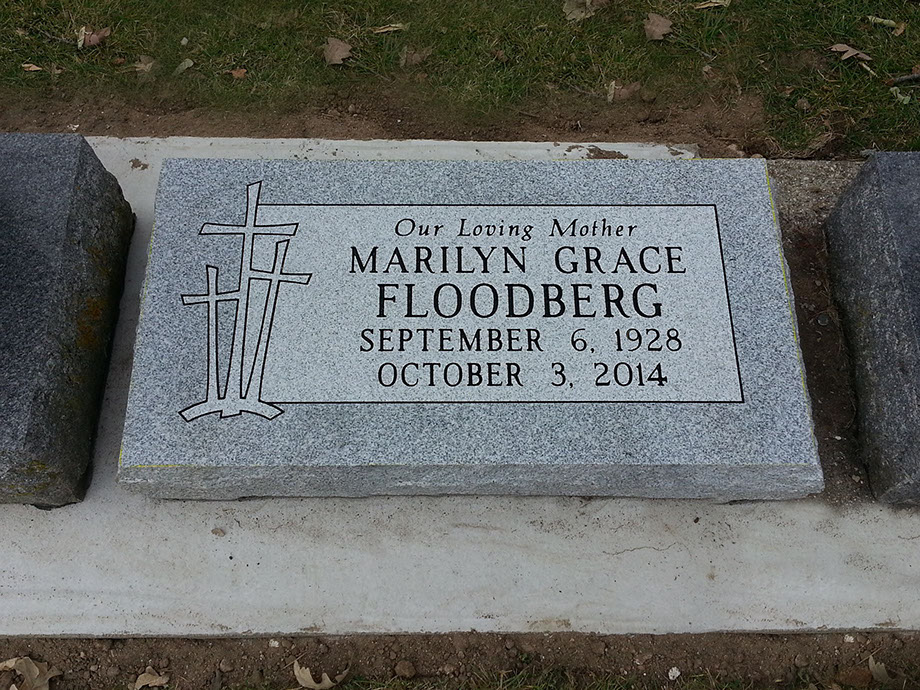 Our Loving Mother
MARILYN GRACE
FLOODBERG
SEPTEMBER 6, 1928
OCTOBER 3, 2014